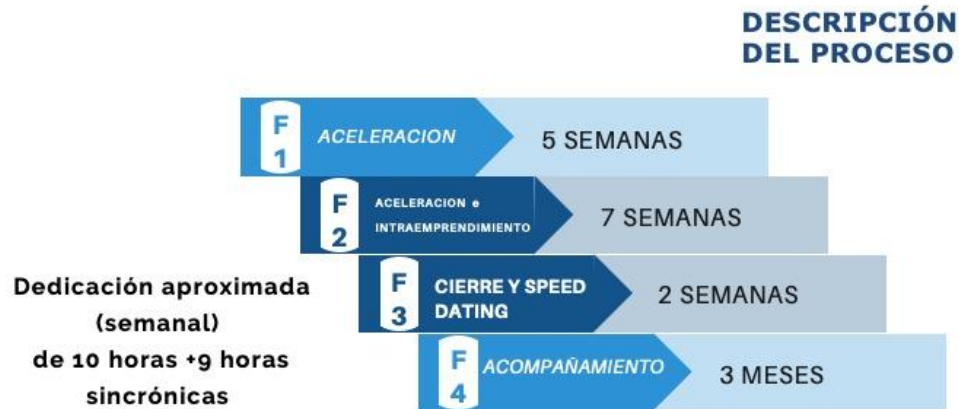 DESCRIPCIÓN
DEL PROCESO
F
1
ACELERACION
5 SEMANAS
F
2
ACELERACION e
INTRAEMPRENDIMIENTO
7 SEMANAS
F
3
CIERRE Y SPEED
DATING
2 SEMANAS
F
4
ACOMPAÑAMIENTO
3 MESES
Dedicación aproximada
(semanal)
de 10 horas +9 horas
sincrónicas